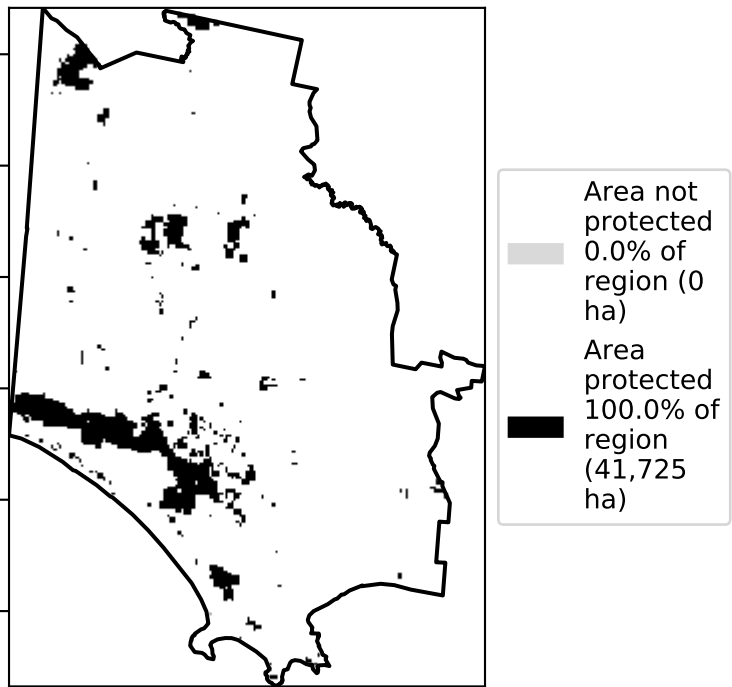 Area not
protected
0.0% of
region (0
ha)
Area
protected
100.0% of
region
(41,725
ha)